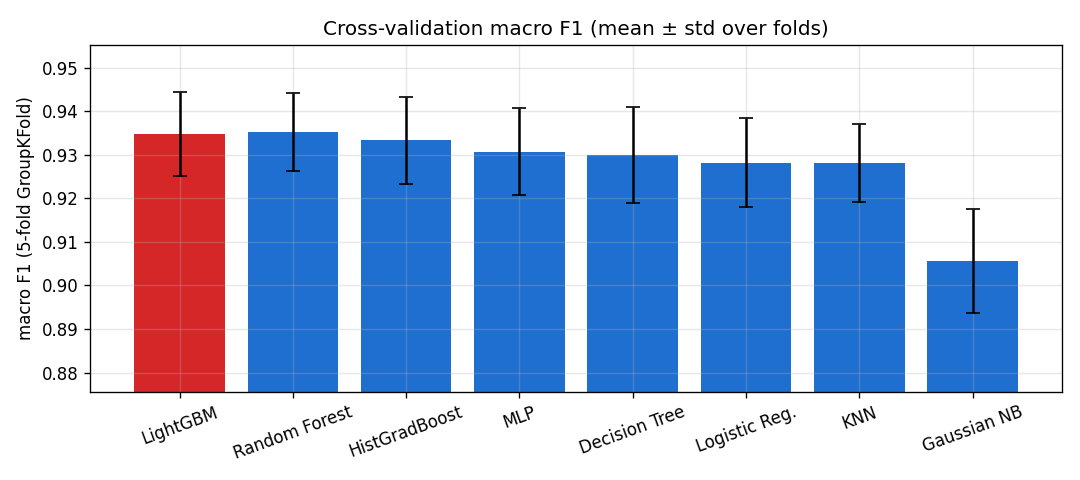 Cross-validation macro F1 (mean ± std over folds)
macro F1 (5-fold GroupKFold)
0.95
0.94
0.93
0.92
0.91
0.90
0.89
0.88
LightGBM
Random Forest
HistGradBoost
MLP
Decision Tree
Logistic Reg.
KNN
Gaussian NB